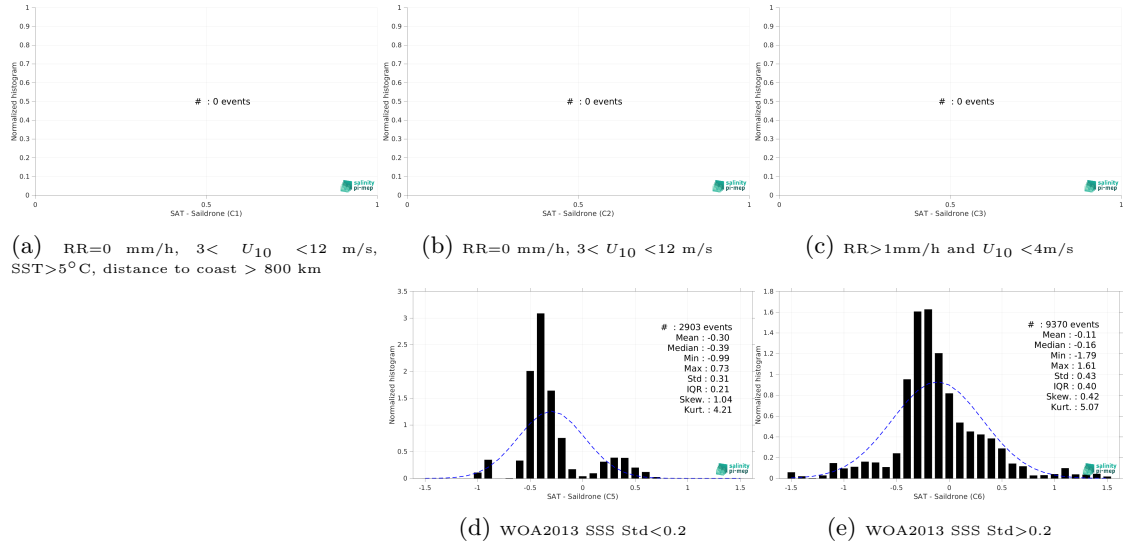 1
0.9
0.8
0.7
0.6
0.5
0.4
0.3
0.2
0.1
0
Normalized histogram
# : 0 events
salinity
pi-mep
0 0.5 1
SAT - Saildrone (C1)
1
0.9
0.8
0.7
0.6
0.5
0.4
0.3
0.2
0.1
0
Normalized histogram
# : 0 events
salinity
pi-mep
0 0.5 1
SAT - Saildrone (C2)
1
0.9
0.8
0.7
0.6
0.5
0.4
0.3
0.2
0.1
0
Normalized histogram
# : 0 events
salinity
pi-mep
0 0.5 1
SAT - Saildrone (C3)
(a) RR=0 mm/h, 3< U10 <12 m/s,
SST>5°C, distance to coast > 800 km
(b) RR=0 mm/h, 3< U10 <12 m/s
(c) RR>1mm/h and U10 <4m/s
3.5
3
2.5
2
1.5
1
0.5
0
Normalized histogram
# : 2903 events
Mean : -0.30
Median : -0.39
Min : -0.99
Max : 0.73
Std : 0.31
IQR : 0.21
Skew. : 1.04
Kurt. : 4.21
salinity
pi-mep
-1.5 -1 -0.5 0 0.5 1 1.5
SAT - Saildrone (C5)
1.8
1.6
1.4
1.2
1
0.8
0.6
0.4
0.2
0
Normalized histogram
# : 9370 events
Mean : -0.11
Median : -0.16
Min : -1.79
Max : 1.61
Std : 0.43
IQR : 0.40
Skew. : 0.42
Kurt. : 5.07
salinity
pi-mep
-1.5 -1 -0.5 0 0.5 1 1.5
SAT - Saildrone (C6)
(d) WOA2013 SSS Std<0.2
(e) WOA2013 SSS Std>0.2